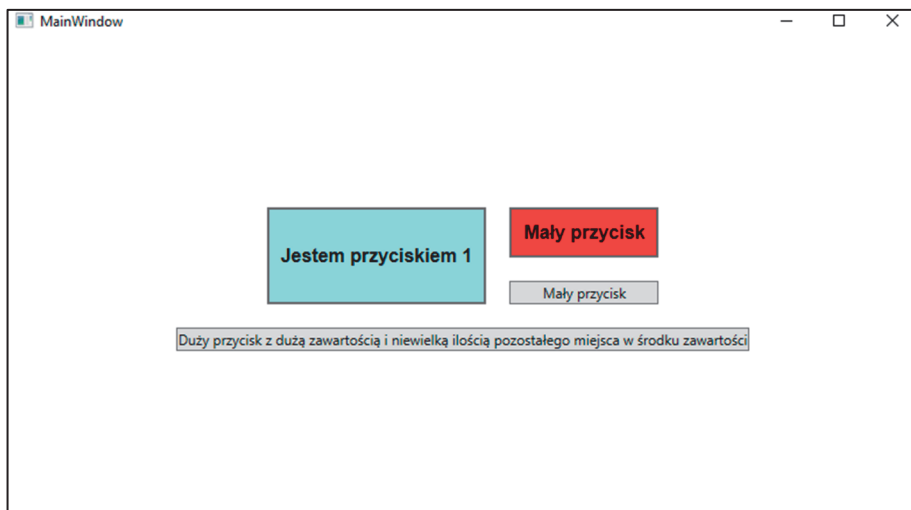 MainWindow
Jestem przyciskiem 1
Mały przycisk
Mały przycisk
Duży przycisk z dużą zawartością i niewielką ilością pozostałego miejsca w środku zawartości